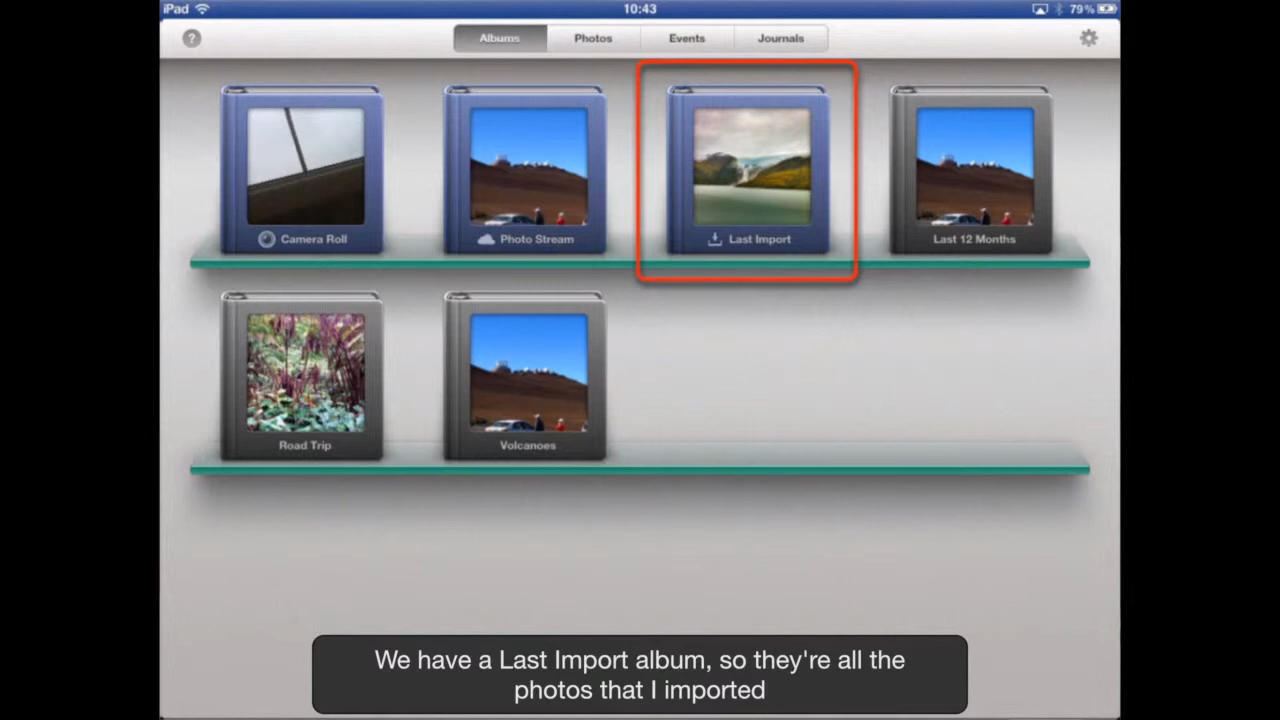 iPad 10:43 79%
? Albums Photos Events Journals
Camera Roll Photo Stream Last Import Last 12 Months
Road Trip Volcanoes
We have a Last Import album, so they're all the
photos that I imported